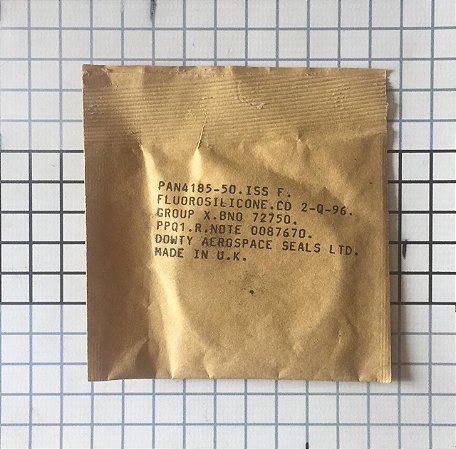 PAN4185-50.ISS F.
FLUOROSILICONE.CD 2-Q-96.
GROUP X.BNO 72750.
PPQ1.R.NOTE 0087670.
DOWTY AEROSPACE SEALS LTD.
MADE IN U.K.